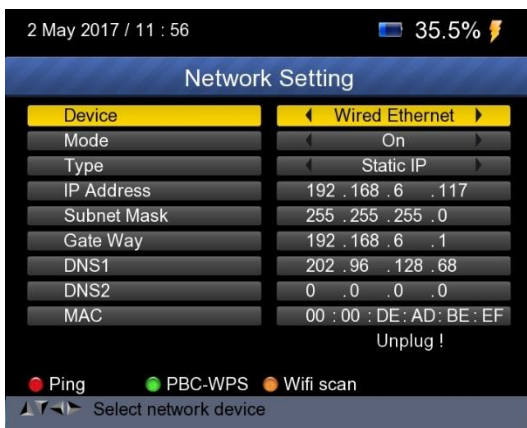 2 May 2017 / 11 : 56 35.5%
Network Setting
Device Wired Ethernet
Mode On
Type Static IP
IP Address 192 .168 .6 .117
Subnet Mask 255 .255 .255 .0
Gate Way 192 .168 .6 .1
DNS1 202 .96 .128 .68
DNS2 0 .0 .0 .0
MAC 00 : 00 : DE : AD : BE : EF
Unplug !
Ping PBC-WPS Wifi scan
Select network device